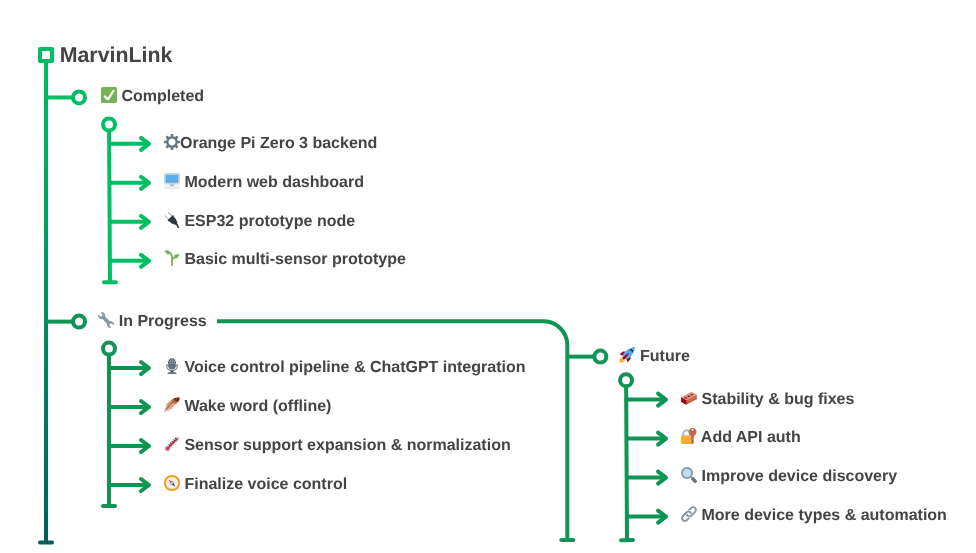 MarvinLink
✅ Completed
⚙Orange Pi Zero 3 backend
🖥 Modern web dashboard
🔌 ESP32 prototype node
🌱 Basic multi-sensor prototype
🔧 In Progress
🎙 Voice control pipeline & ChatGPT integration
🪶 Wake word (offline)
🌡 Sensor support expansion & normalization
🧭 Finalize voice control
🚀 Future
🧱 Stability & bug fixes
🔐 Add API auth
🔍 Improve device discovery
🔗 More device types & automation